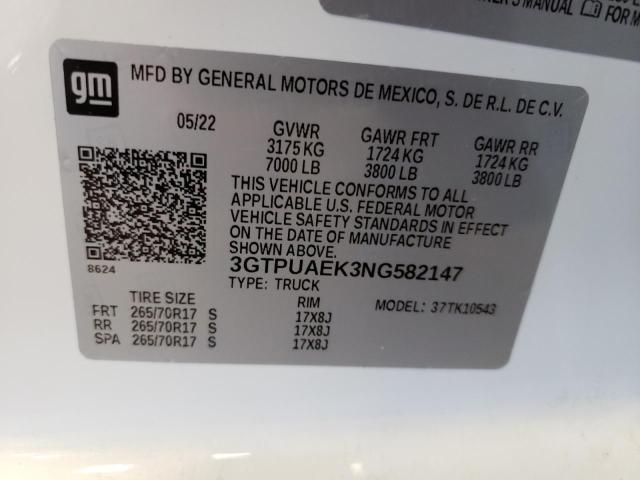 ER'S MANUAL
FOR M
gm
MFD BY GENERAL MOTORS DE MEXICO, S. DE R.L. DE C.V.
05/22 GVWR GAWR FRT GAWR RR
3175 KG 1724 KG 1724 KG
7000 LB 3800 LB 3800 LB
THIS VEHICLE CONFORMS TO ALL
APPLICABLE U.S. FEDERAL MOTOR
VEHICLE SAFETY STANDARDS IN EFFECT
ON THE DATE OF MANUFACTURE
SHOWN ABOVE.
8624
3GTPUAEK3NG582147
TYPE: TRUCK
TIRE SIZE RIM MODEL: 37TK10543
FRT 265/70R17 S 17X8J
RR 265/70R17 S 17X8J
SPA 265/70R17 S 17X8J